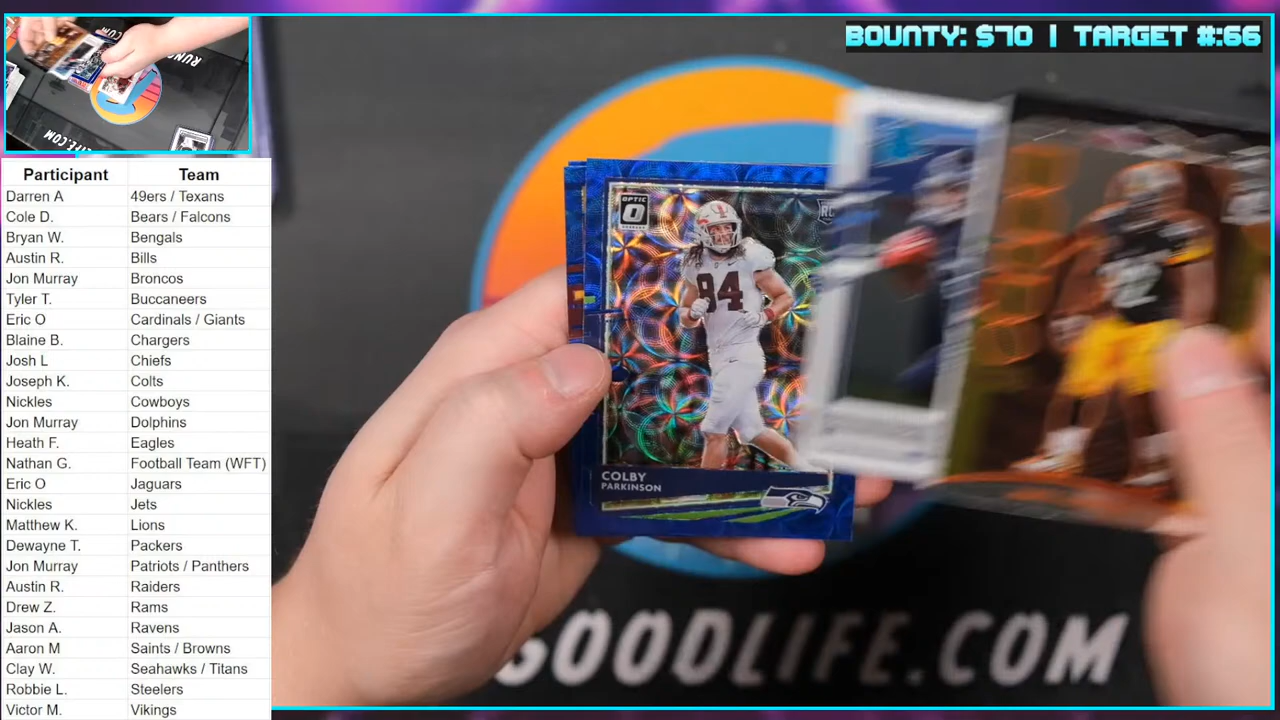 BOUNTY: $70 | TARGET #:66
Participant Team
Darren A 49ers / Texans
Cole D. Bears / Falcons
Bryan W. Bengals
Austin R. Bills
Jon Murray Broncos
Tyler T. Buccaneers
Eric O Cardinals / Giants
Blaine B. Chargers
Josh L Chiefs
Joseph K. Colts
Nickles Cowboys
Jon Murray Dolphins
Heath F. Eagles
Nathan G. Football Team (WFT)
Eric O Jaguars
Nickles Jets
Matthew K. Lions
Dewayne T. Packers
Jon Murray Patriots / Panthers
Austin R. Raiders
Drew Z. Rams
Jason A. Ravens
Aaron M Saints / Browns
Clay W. Seahawks / Titans
Robbie L. Steelers
Victor M. Vikings
OPTIC
RC
84
COLBY
PARKINSON
GOODLIFE.COM